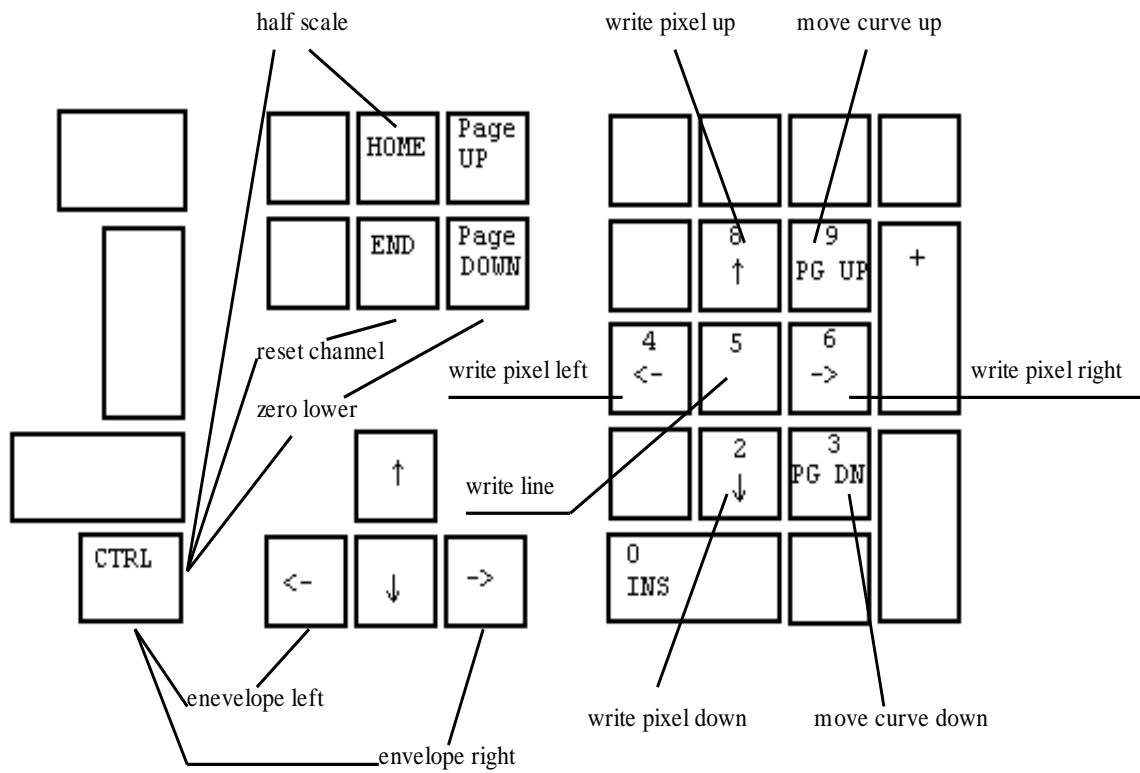 half scale
write pixel up
move curve up
HOME
Page
UP
END
Page
DOWN
8
↑
9
PG UP
+
reset channel
zero lower
write pixel left
4
<-
5
6
->
write pixel right
↑
write line
2
↓
3
PG DN
CTRL
<-
↓
->
0
INS
enevelope left
envelope right
write pixel down
move curve down